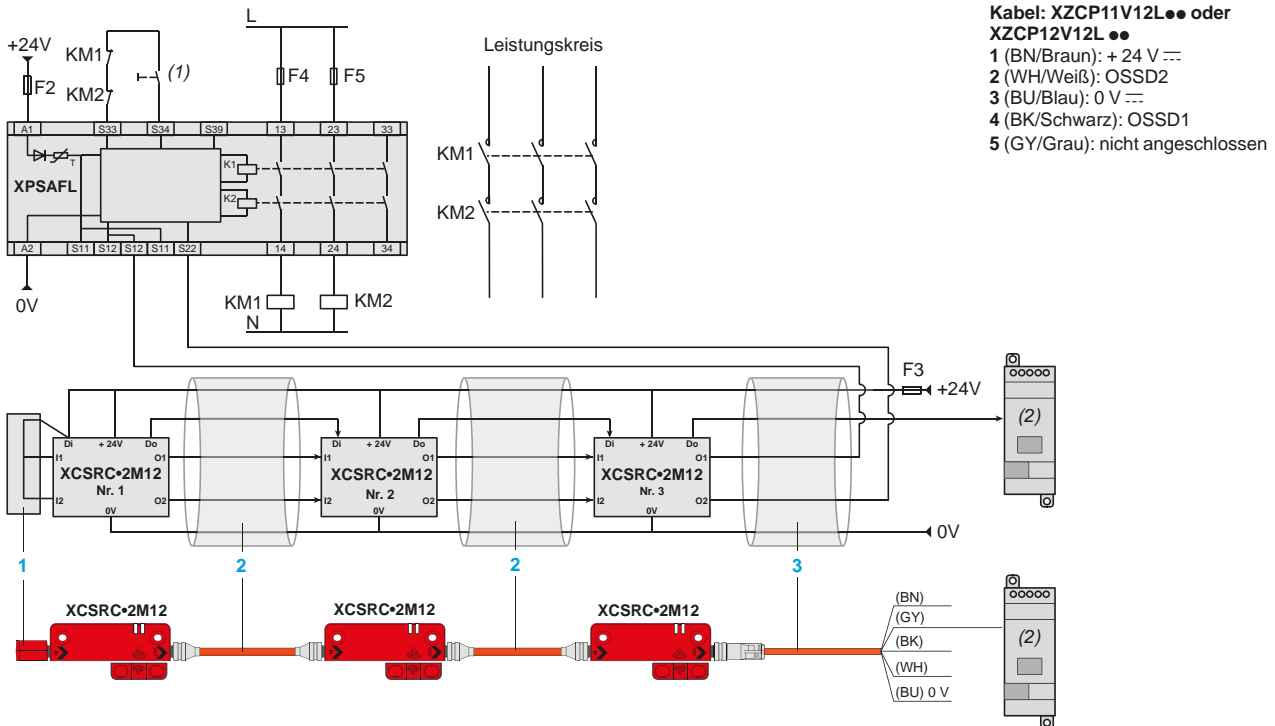 Kabel: XZCP11V12L●● oder
XZCP12V12L ●●
1 (BN/Braun): + 24 V ⎓
2 (WH/Weiß): OSSD2
3 (BU/Blau): 0 V ⎓
4 (BK/Schwarz): OSSD1
5 (GY/Grau): nicht angeschlossen
L
+24V
KM1
(1)
F2
KM2
F4
F5
Leistungskreis
A1 S33 S34 S39 13 23 33
T
K1
K2
XPSAFL
A2 S11 S12 S12 S11 S22 14 24 34
KM1
KM2
0V
KM1
KM2
N
F3
+24V
(2)
Di + 24V Do
I1 O1
XCSRC•2M12
Nr. 1
I2 O2
0V
Di + 24V Do
I1 O1
XCSRC•2M12
Nr. 2
I2 O2
0V
Di + 24V Do
I1 O1
XCSRC•2M12
Nr. 3
I2 O2
0V
0V
1
2
2
3
XCSRC•2M12
XCSRC•2M12
XCSRC•2M12
(BN)
(GY)
(BK)
(WH)
(BU) 0 V
(2)